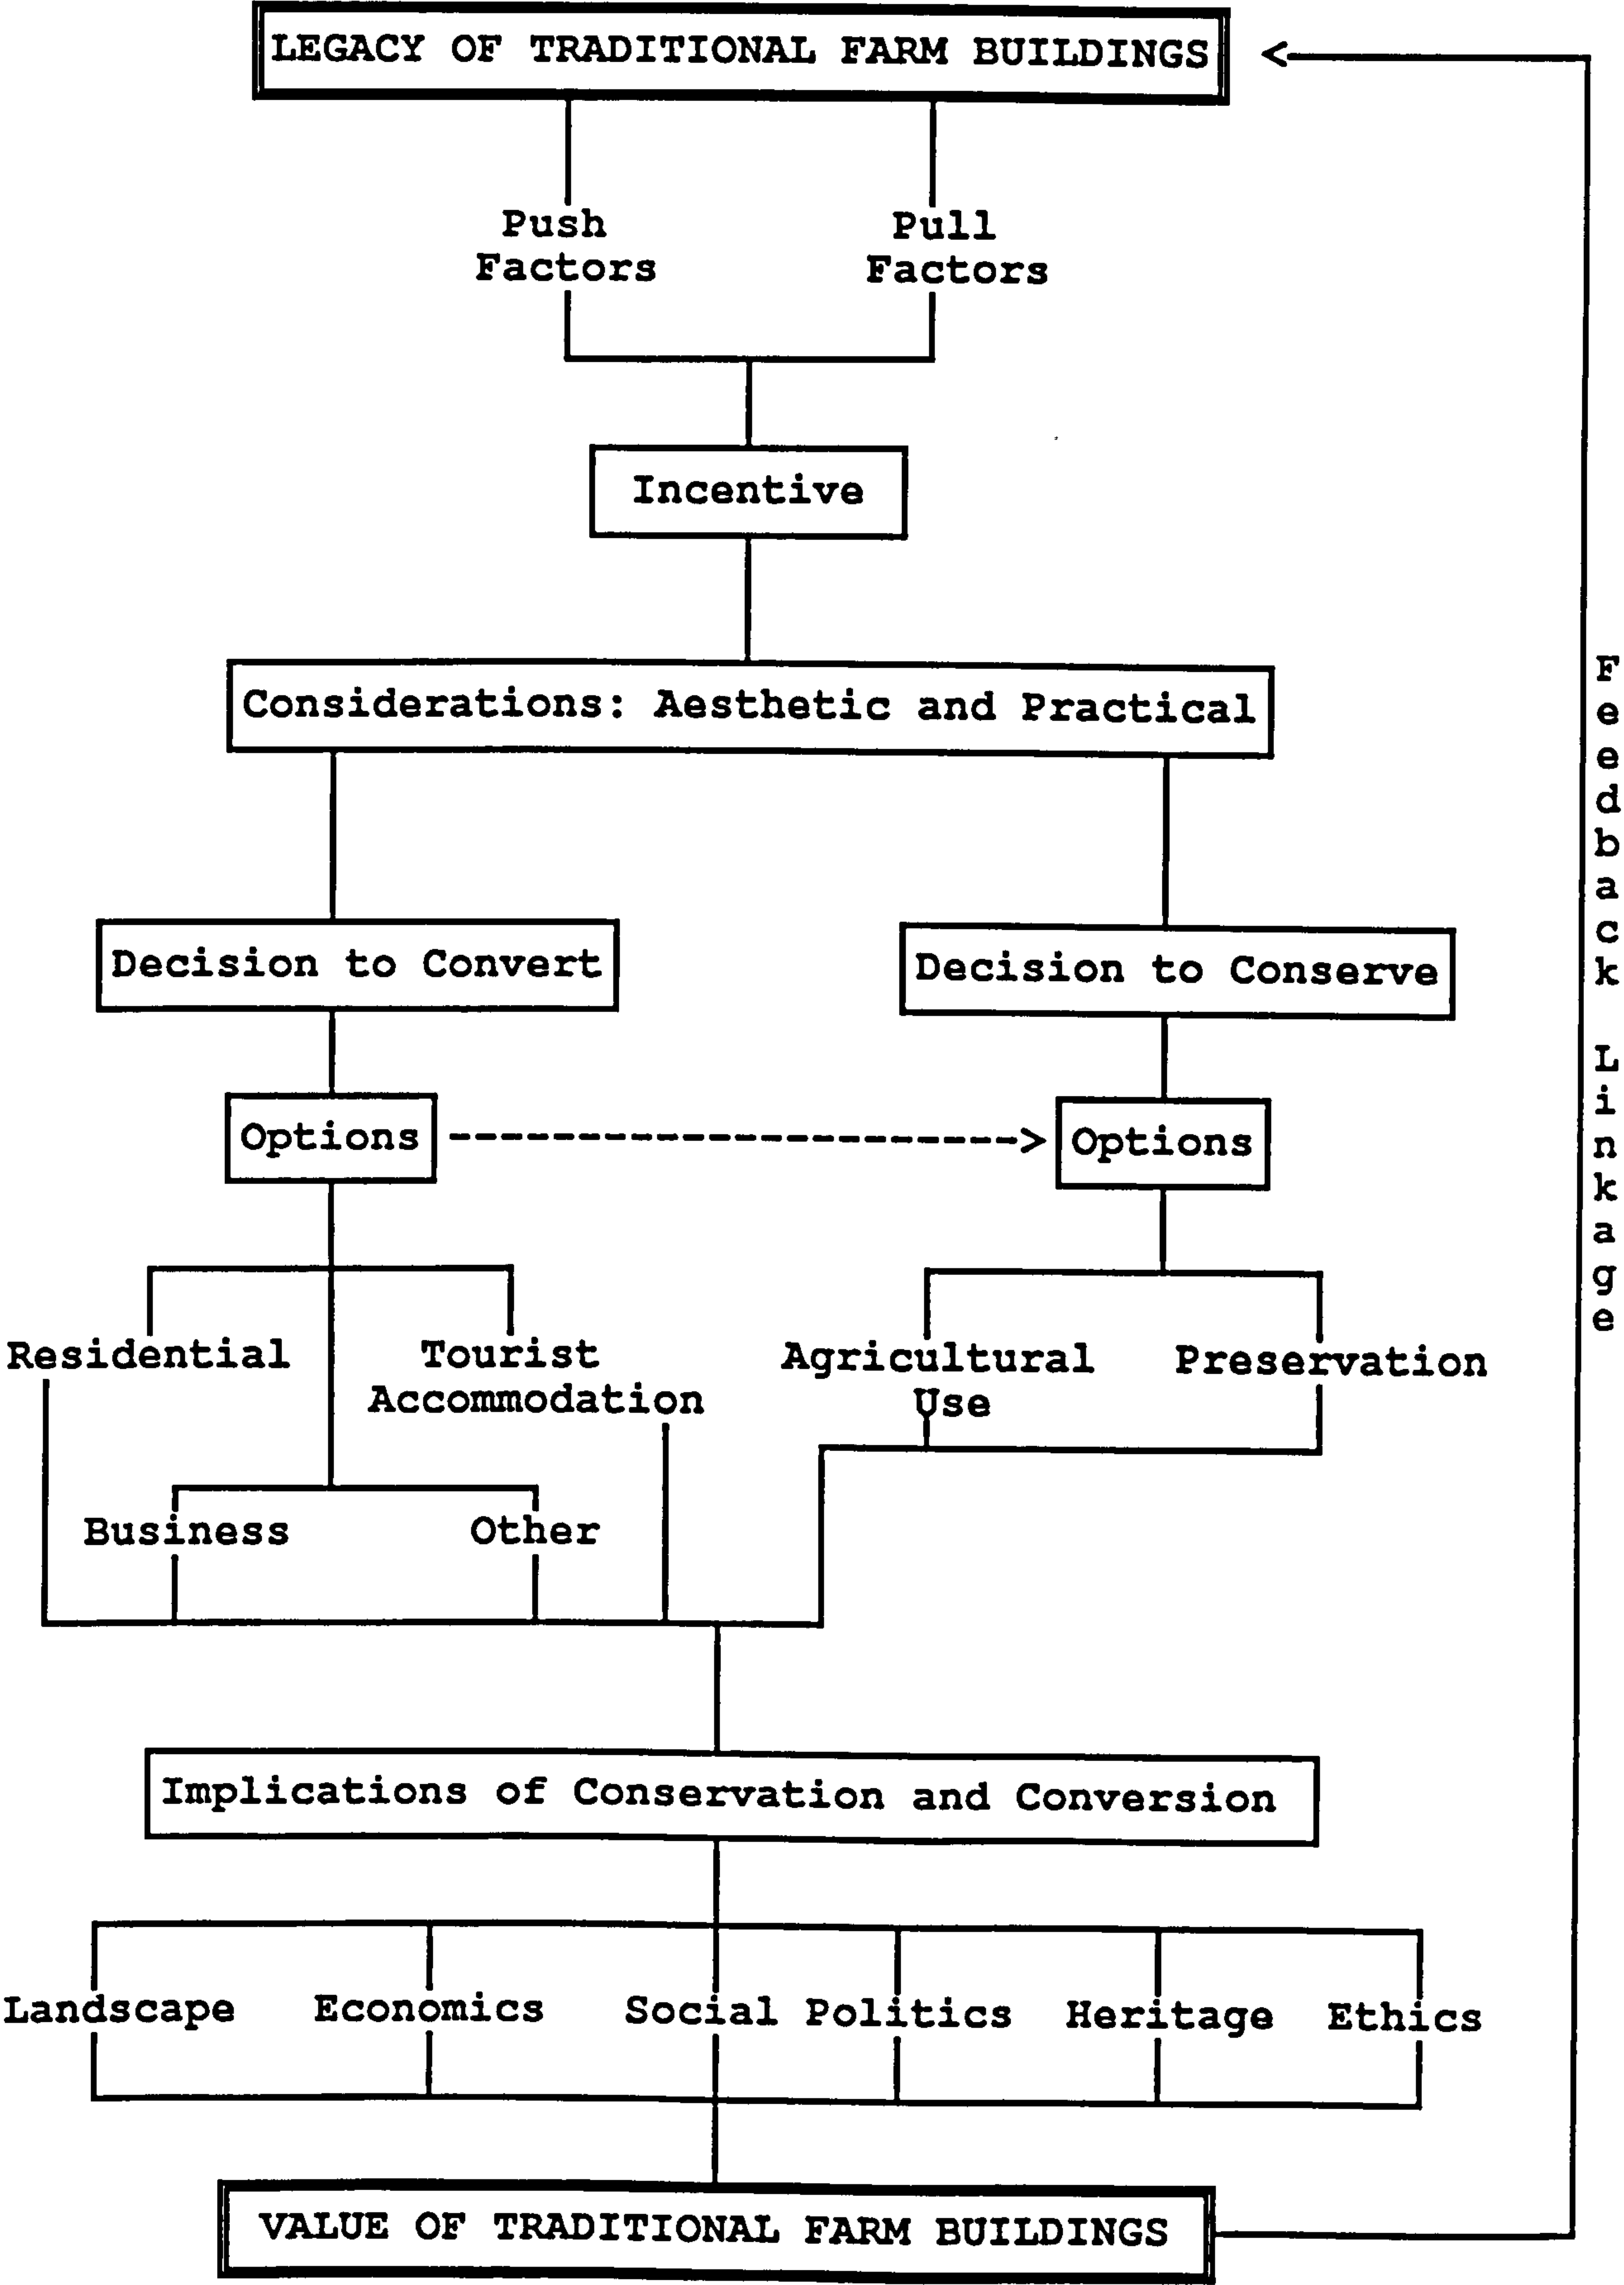 LEGACY OF TRADITIONAL FARM BUILDINGS
Push
Factors
Pull
Factors
Incentive
Considerations: Aesthetic and Practical
Decision to Convert
Decision to Conserve
Options
Options
Residential
Tourist
Accommodation
Agricultural
Use
Preservation
Business
Other
Implications of Conservation and Conversion
Landscape
Economics
Social
Politics
Heritage
Ethics
VALUE OF TRADITIONAL FARM BUILDINGS
Feedback Linkage